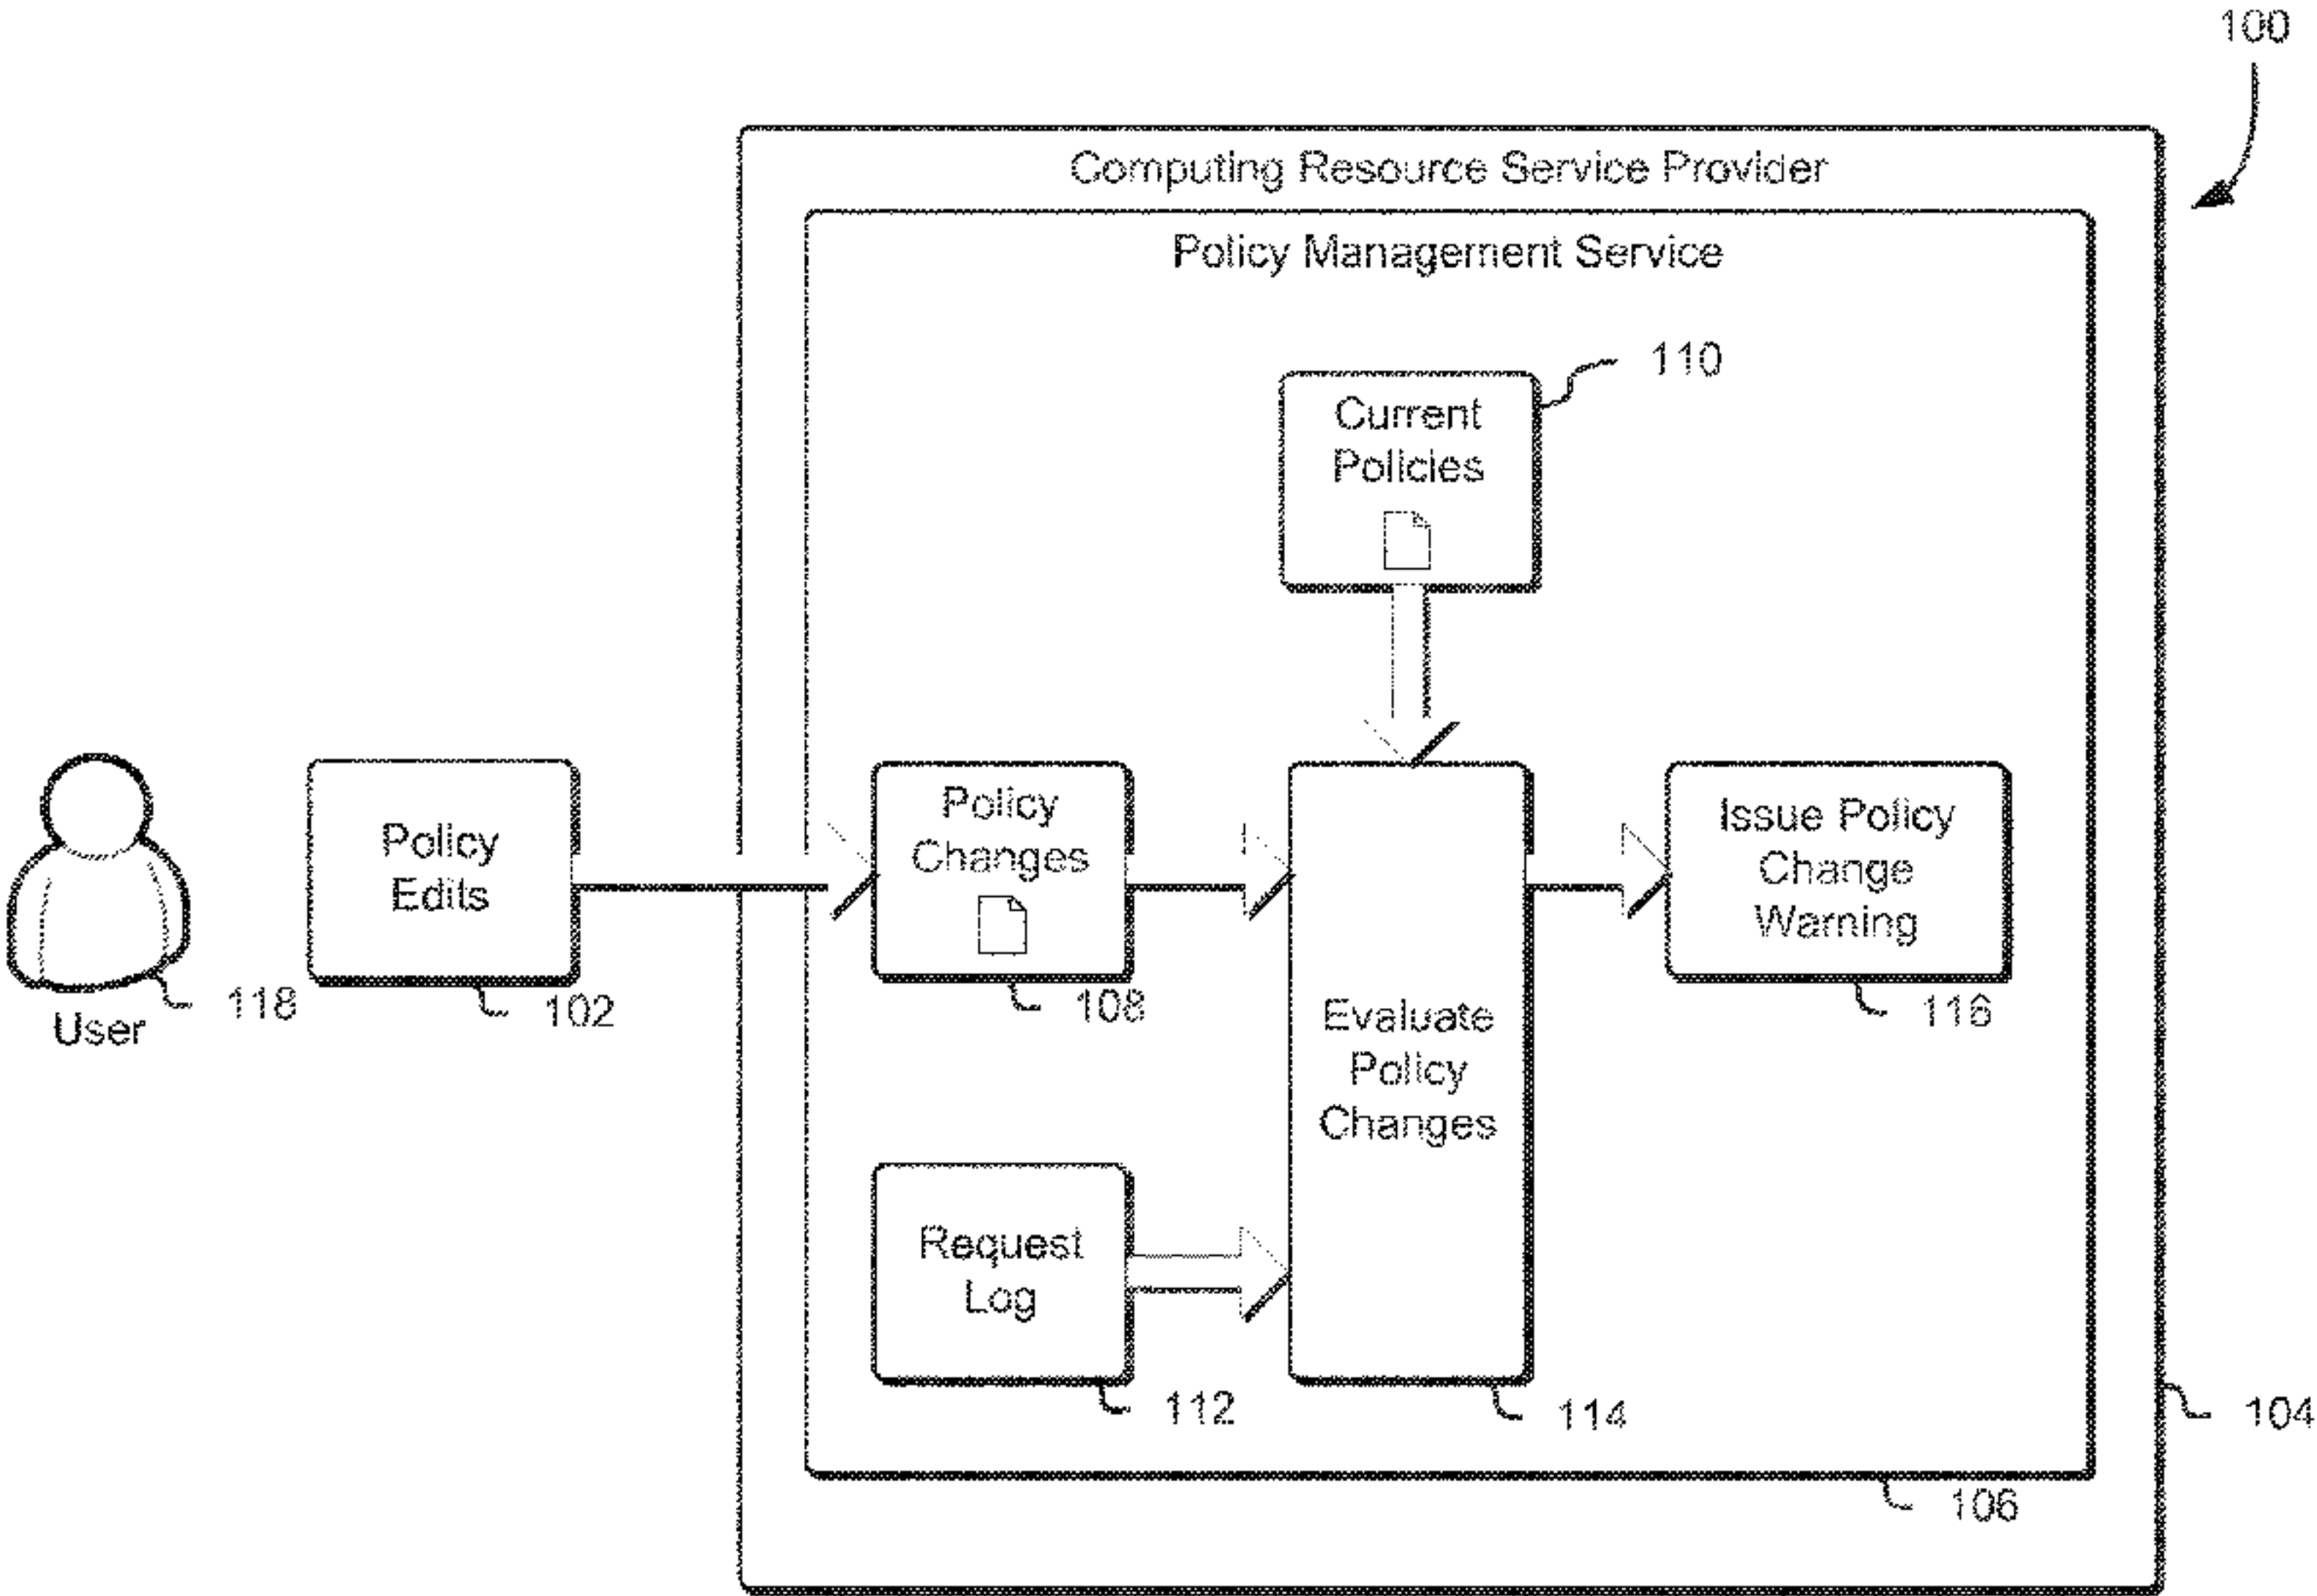 100
Computing Resource Service Provider
Policy Management Service
110
Current
Policies
Policy
Edits
Policy
Changes
Issue Policy
Change
Warning
118
User
102
108
116
Evaluate
Policy
Changes
Request
Log
112
114
104
106